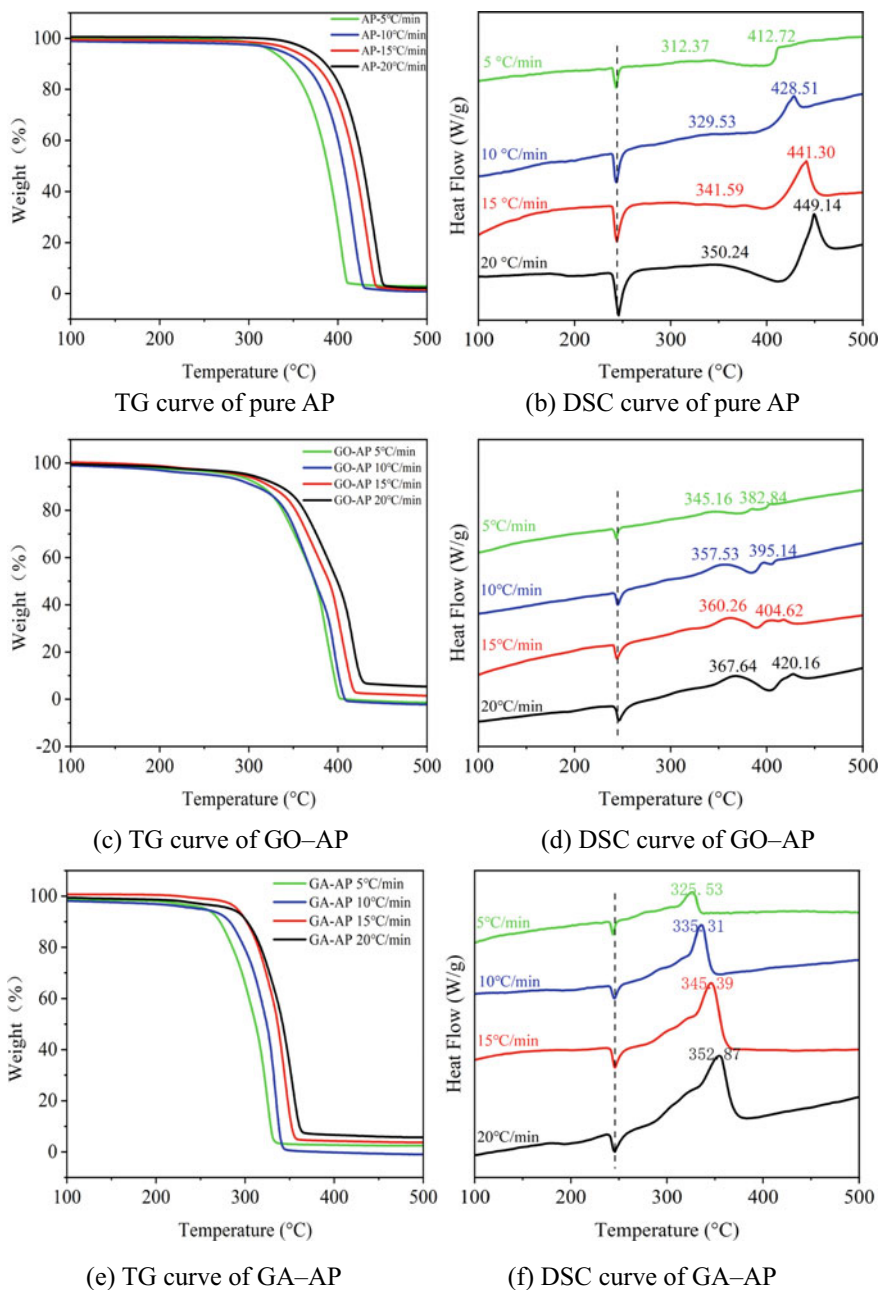 AP-5℃/min
AP-10℃/min
AP-15℃/min
AP-20℃/min
100
80
60
40
20
0
Weight（%）
100 200 300 400 500
Temperature (°C)
TG curve of pure AP
312.37 412.72
5 °C/min
428.51
329.53
10 °C/min
441.30
341.59
15 °C/min
449.14
350.24
20 °C/min
Heat Flow (W/g)
100 200 300 400 500
Temperature (°C)
(b) DSC curve of pure AP
GO-AP 5℃/min
GO-AP 10℃/min
GO-AP 15℃/min
GO-AP 20℃/min
100
80
60
40
20
0
-20
Weight（%）
100 200 300 400 500
Temperature (°C)
(c) TG curve of GO–AP
345.16 382.84
5℃/min
357.53 395.14
10℃/min
360.26 404.62
15℃/min
367.64 420.16
20℃/min
Heat Flow (W/g)
100 200 300 400 500
Temperature (°C)
(d) DSC curve of GO–AP
GA-AP 5℃/min
GA-AP 10℃/min
GA-AP 15℃/min
GA-AP 20℃/min
100
80
60
40
20
0
Weight（%）
100 200 300 400 500
Temperature (°C)
(e) TG curve of GA–AP
325.53
5℃/min
335.31
10℃/min
345.39
15℃/min
352.87
20℃/min
Heat Flow (W/g)
100 200 300 400 500
Temperature (°C)
(f) DSC curve of GA–AP